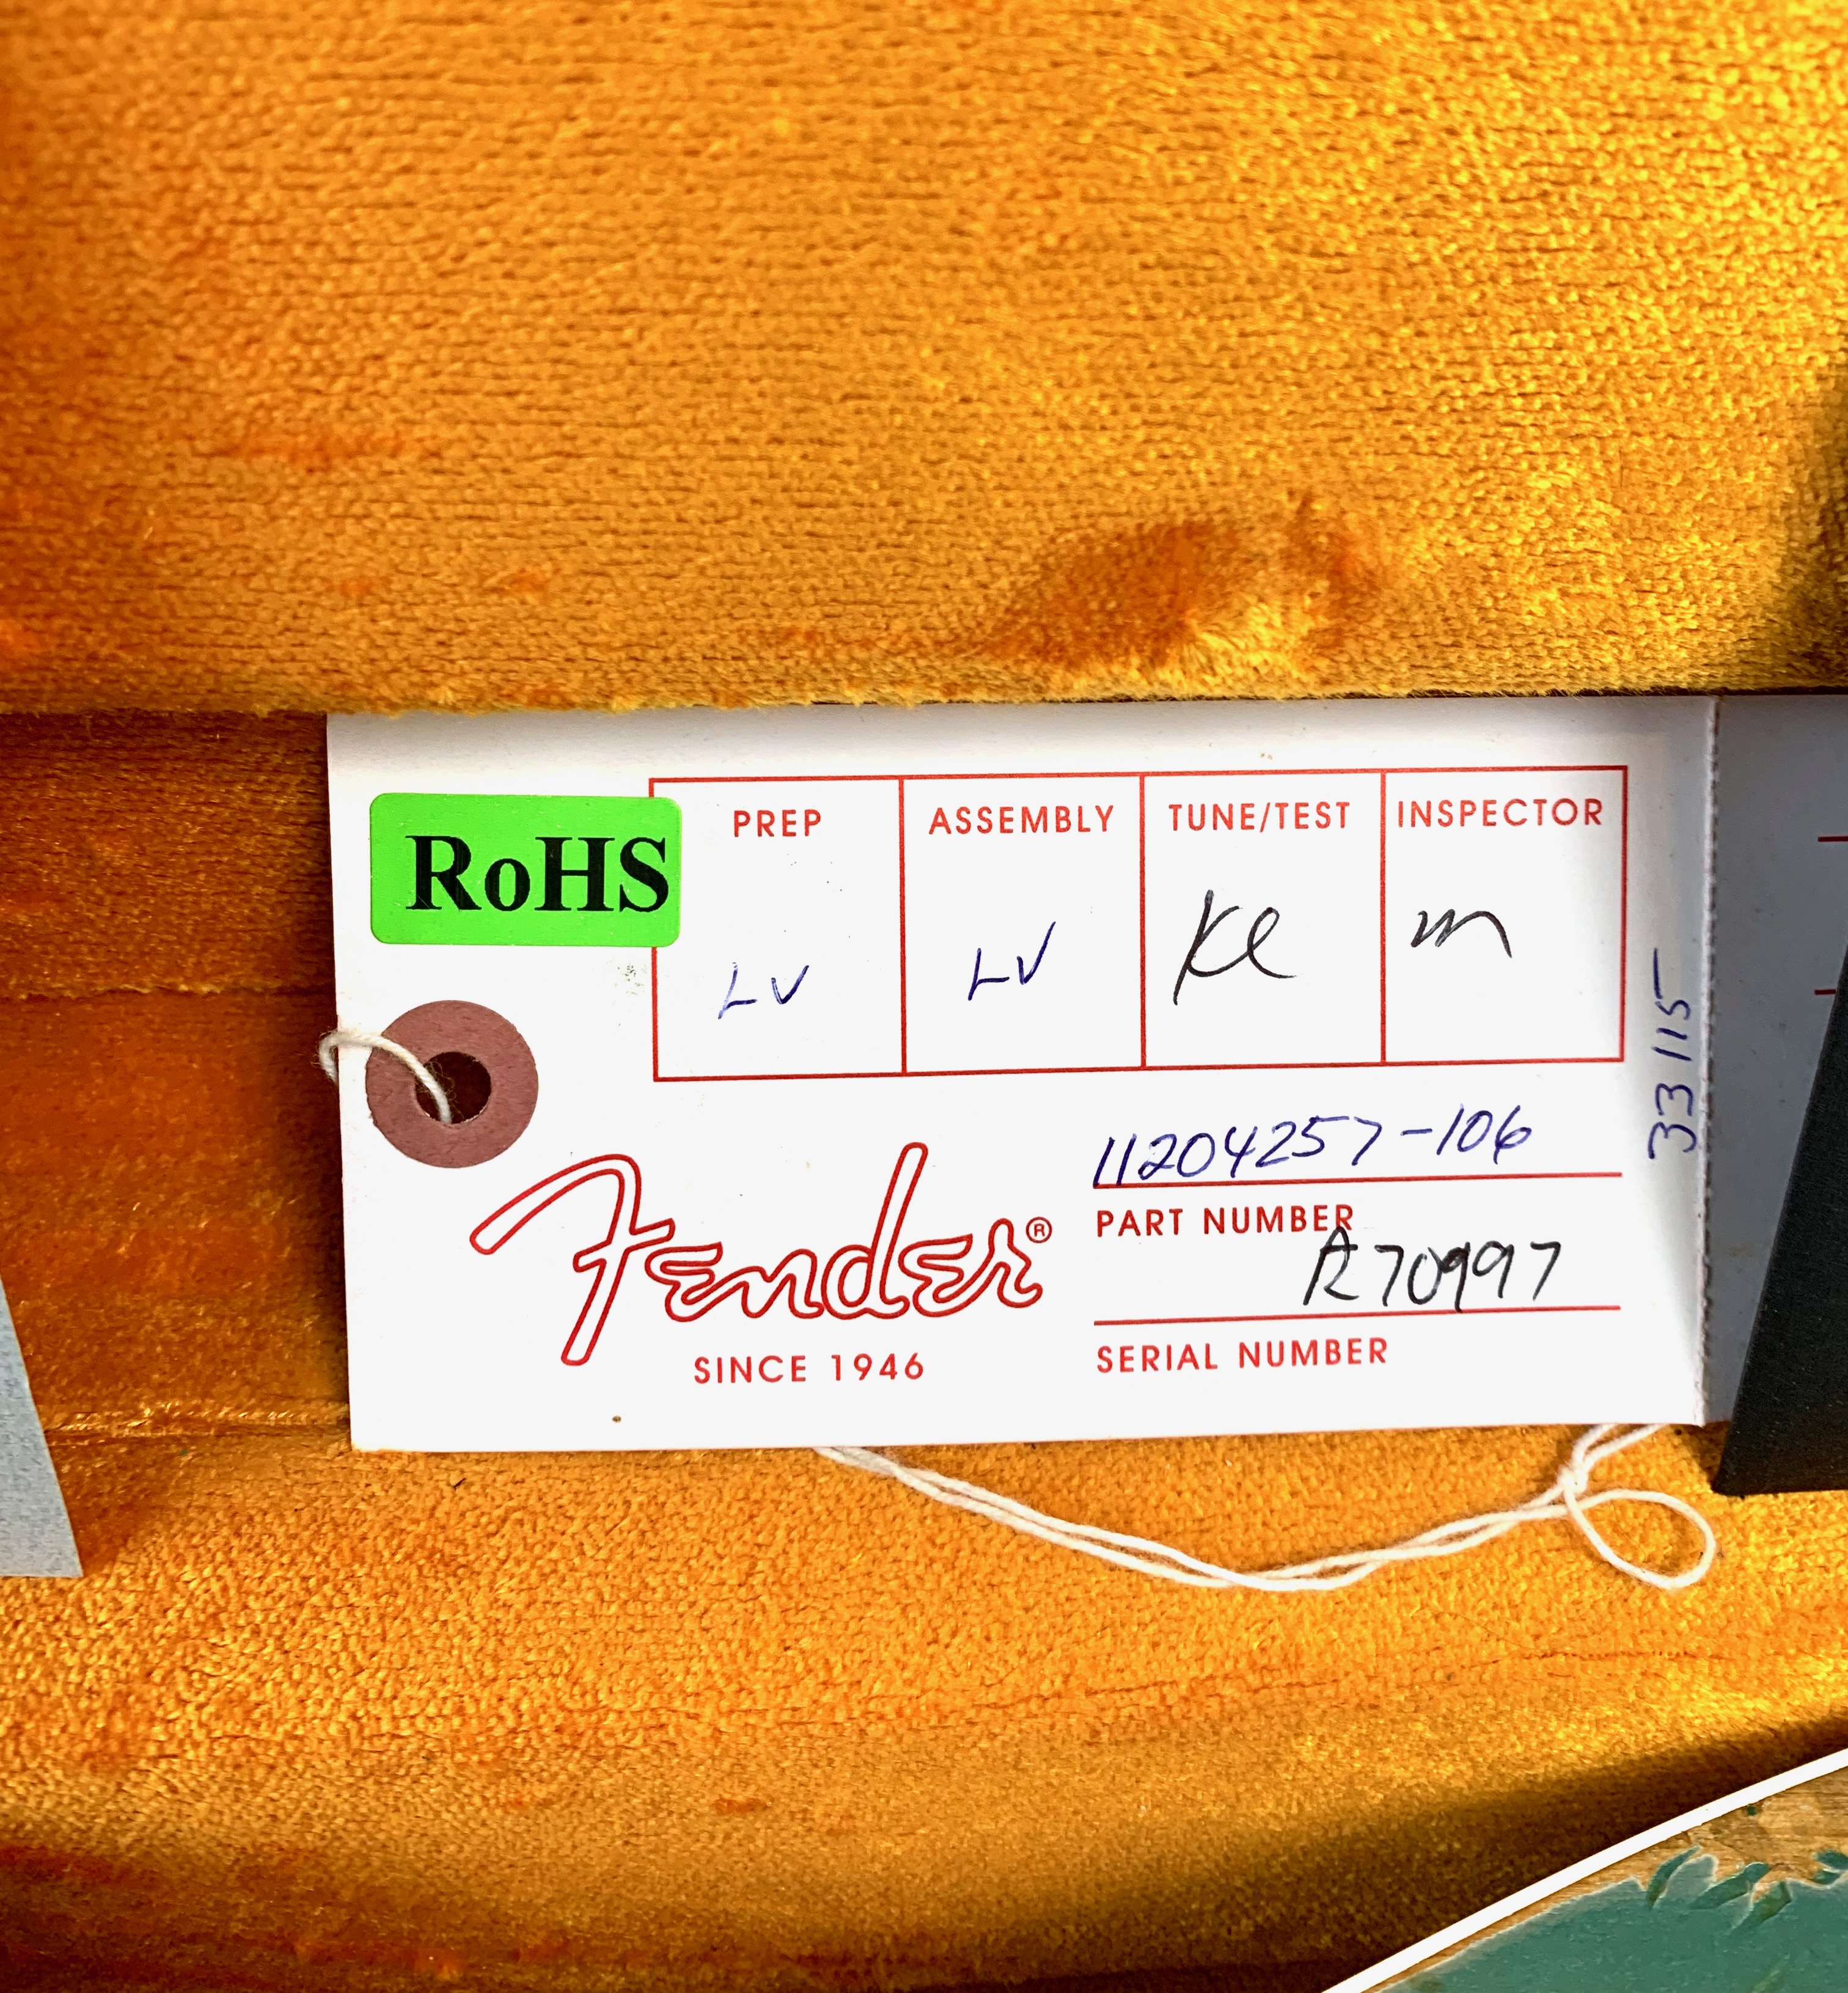 RoHS
PREP
ASSEMBLY
TUNE/TEST
INSPECTOR
LV
LV
33115
11204257-106
PART NUMBER
R70997
SERIAL NUMBER
Fender®
SINCE 1946